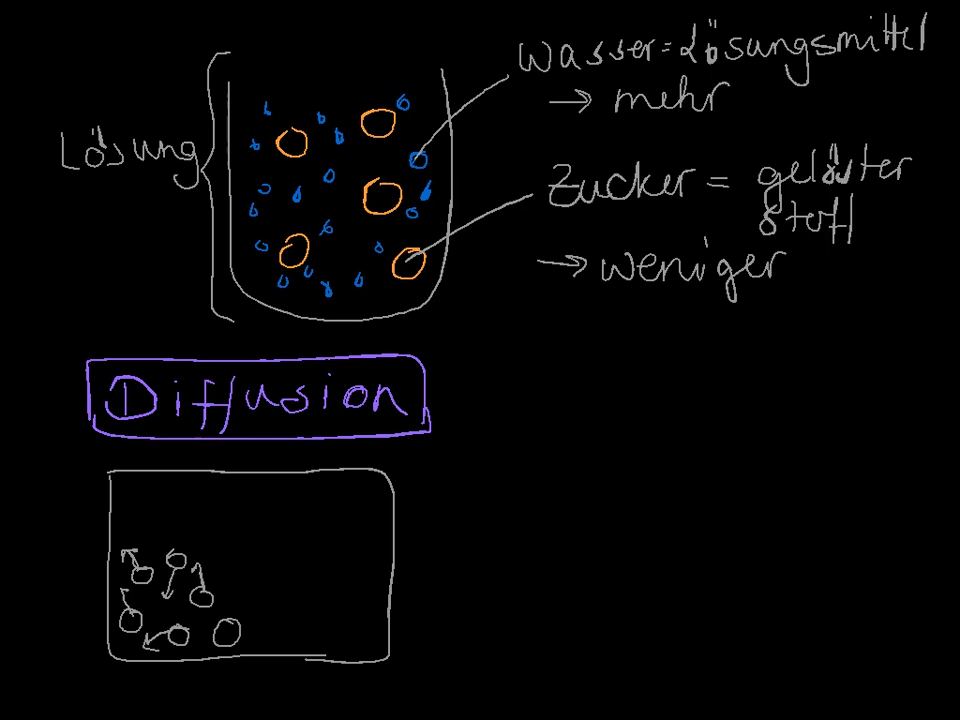 Wasser = Lösungsmittel
→ mehr
Lösung
Zucker = gelöster
Stoff
→ weniger
Diffusion